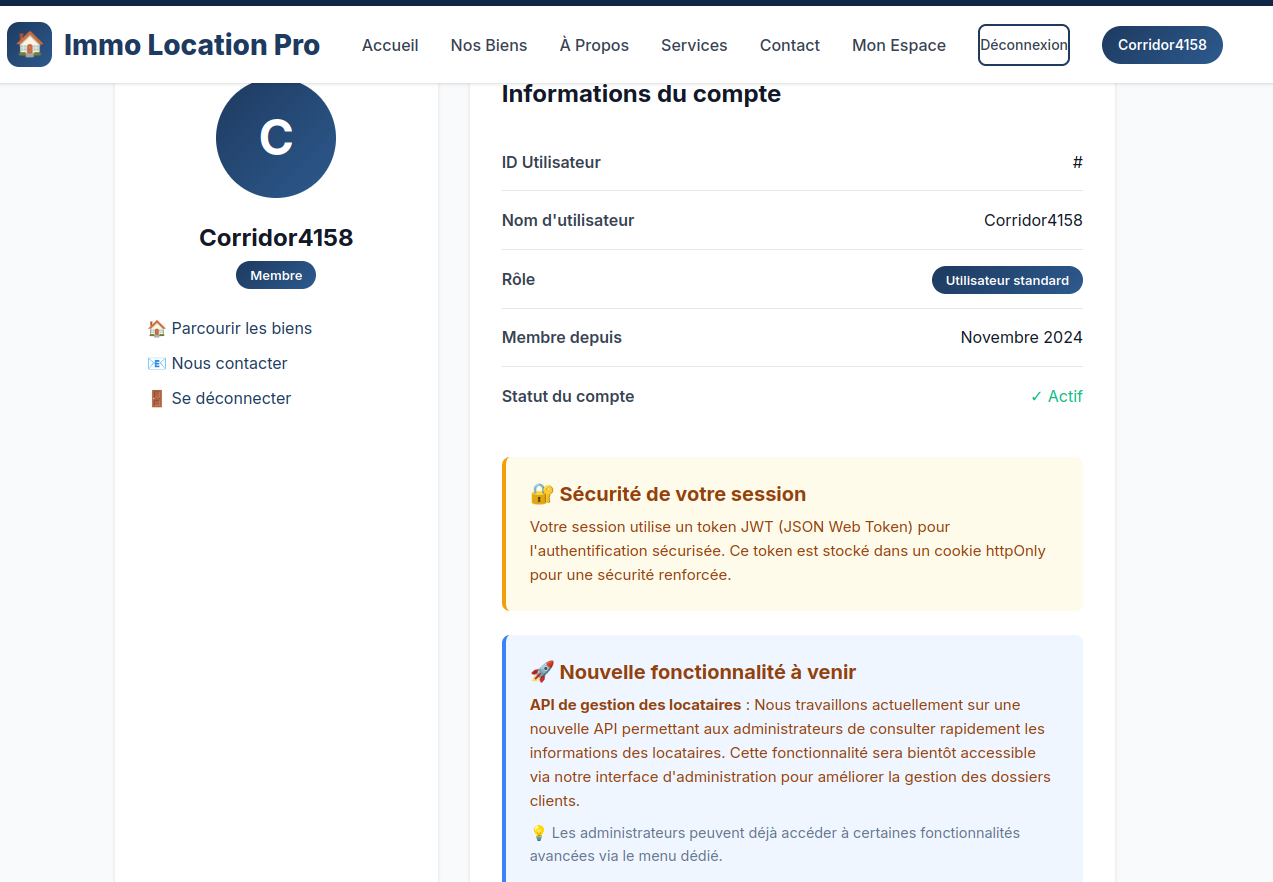 🏠 Immo Location Pro
Accueil
Nos Biens
À Propos
Services
Contact
Mon Espace
Déconnexion
Corridor4158
C
Corridor4158
Membre
🏠 Parcourir les biens
📧 Nous contacter
🚪 Se déconnecter
Informations du compte
ID Utilisateur #
Nom d'utilisateur Corridor4158
Rôle Utilisateur standard
Membre depuis Novembre 2024
Statut du compte ✓ Actif
🔐 Sécurité de votre session
Votre session utilise un token JWT (JSON Web Token) pour
l'authentification sécurisée. Ce token est stocké dans un cookie httpOnly
pour une sécurité renforcée.
🚀 Nouvelle fonctionnalité à venir
API de gestion des locataires : Nous travaillons actuellement sur une
nouvelle API permettant aux administrateurs de consulter rapidement les
informations des locataires. Cette fonctionnalité sera bientôt accessible
via notre interface d'administration pour améliorer la gestion des dossiers
clients.
💡 Les administrateurs peuvent déjà accéder à certaines fonctionnalités
avancées via le menu dédié.